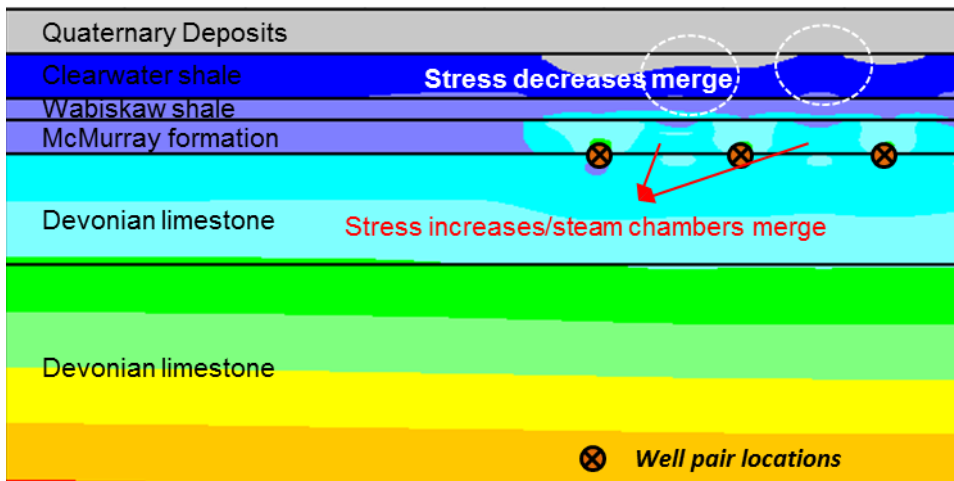 Quaternary Deposits
Clearwater shale
Stress decreases merge
Wabiskaw shale
McMurray formation
Devonian limestone
Stress increases/steam chambers merge
Devonian limestone
Well pair locations